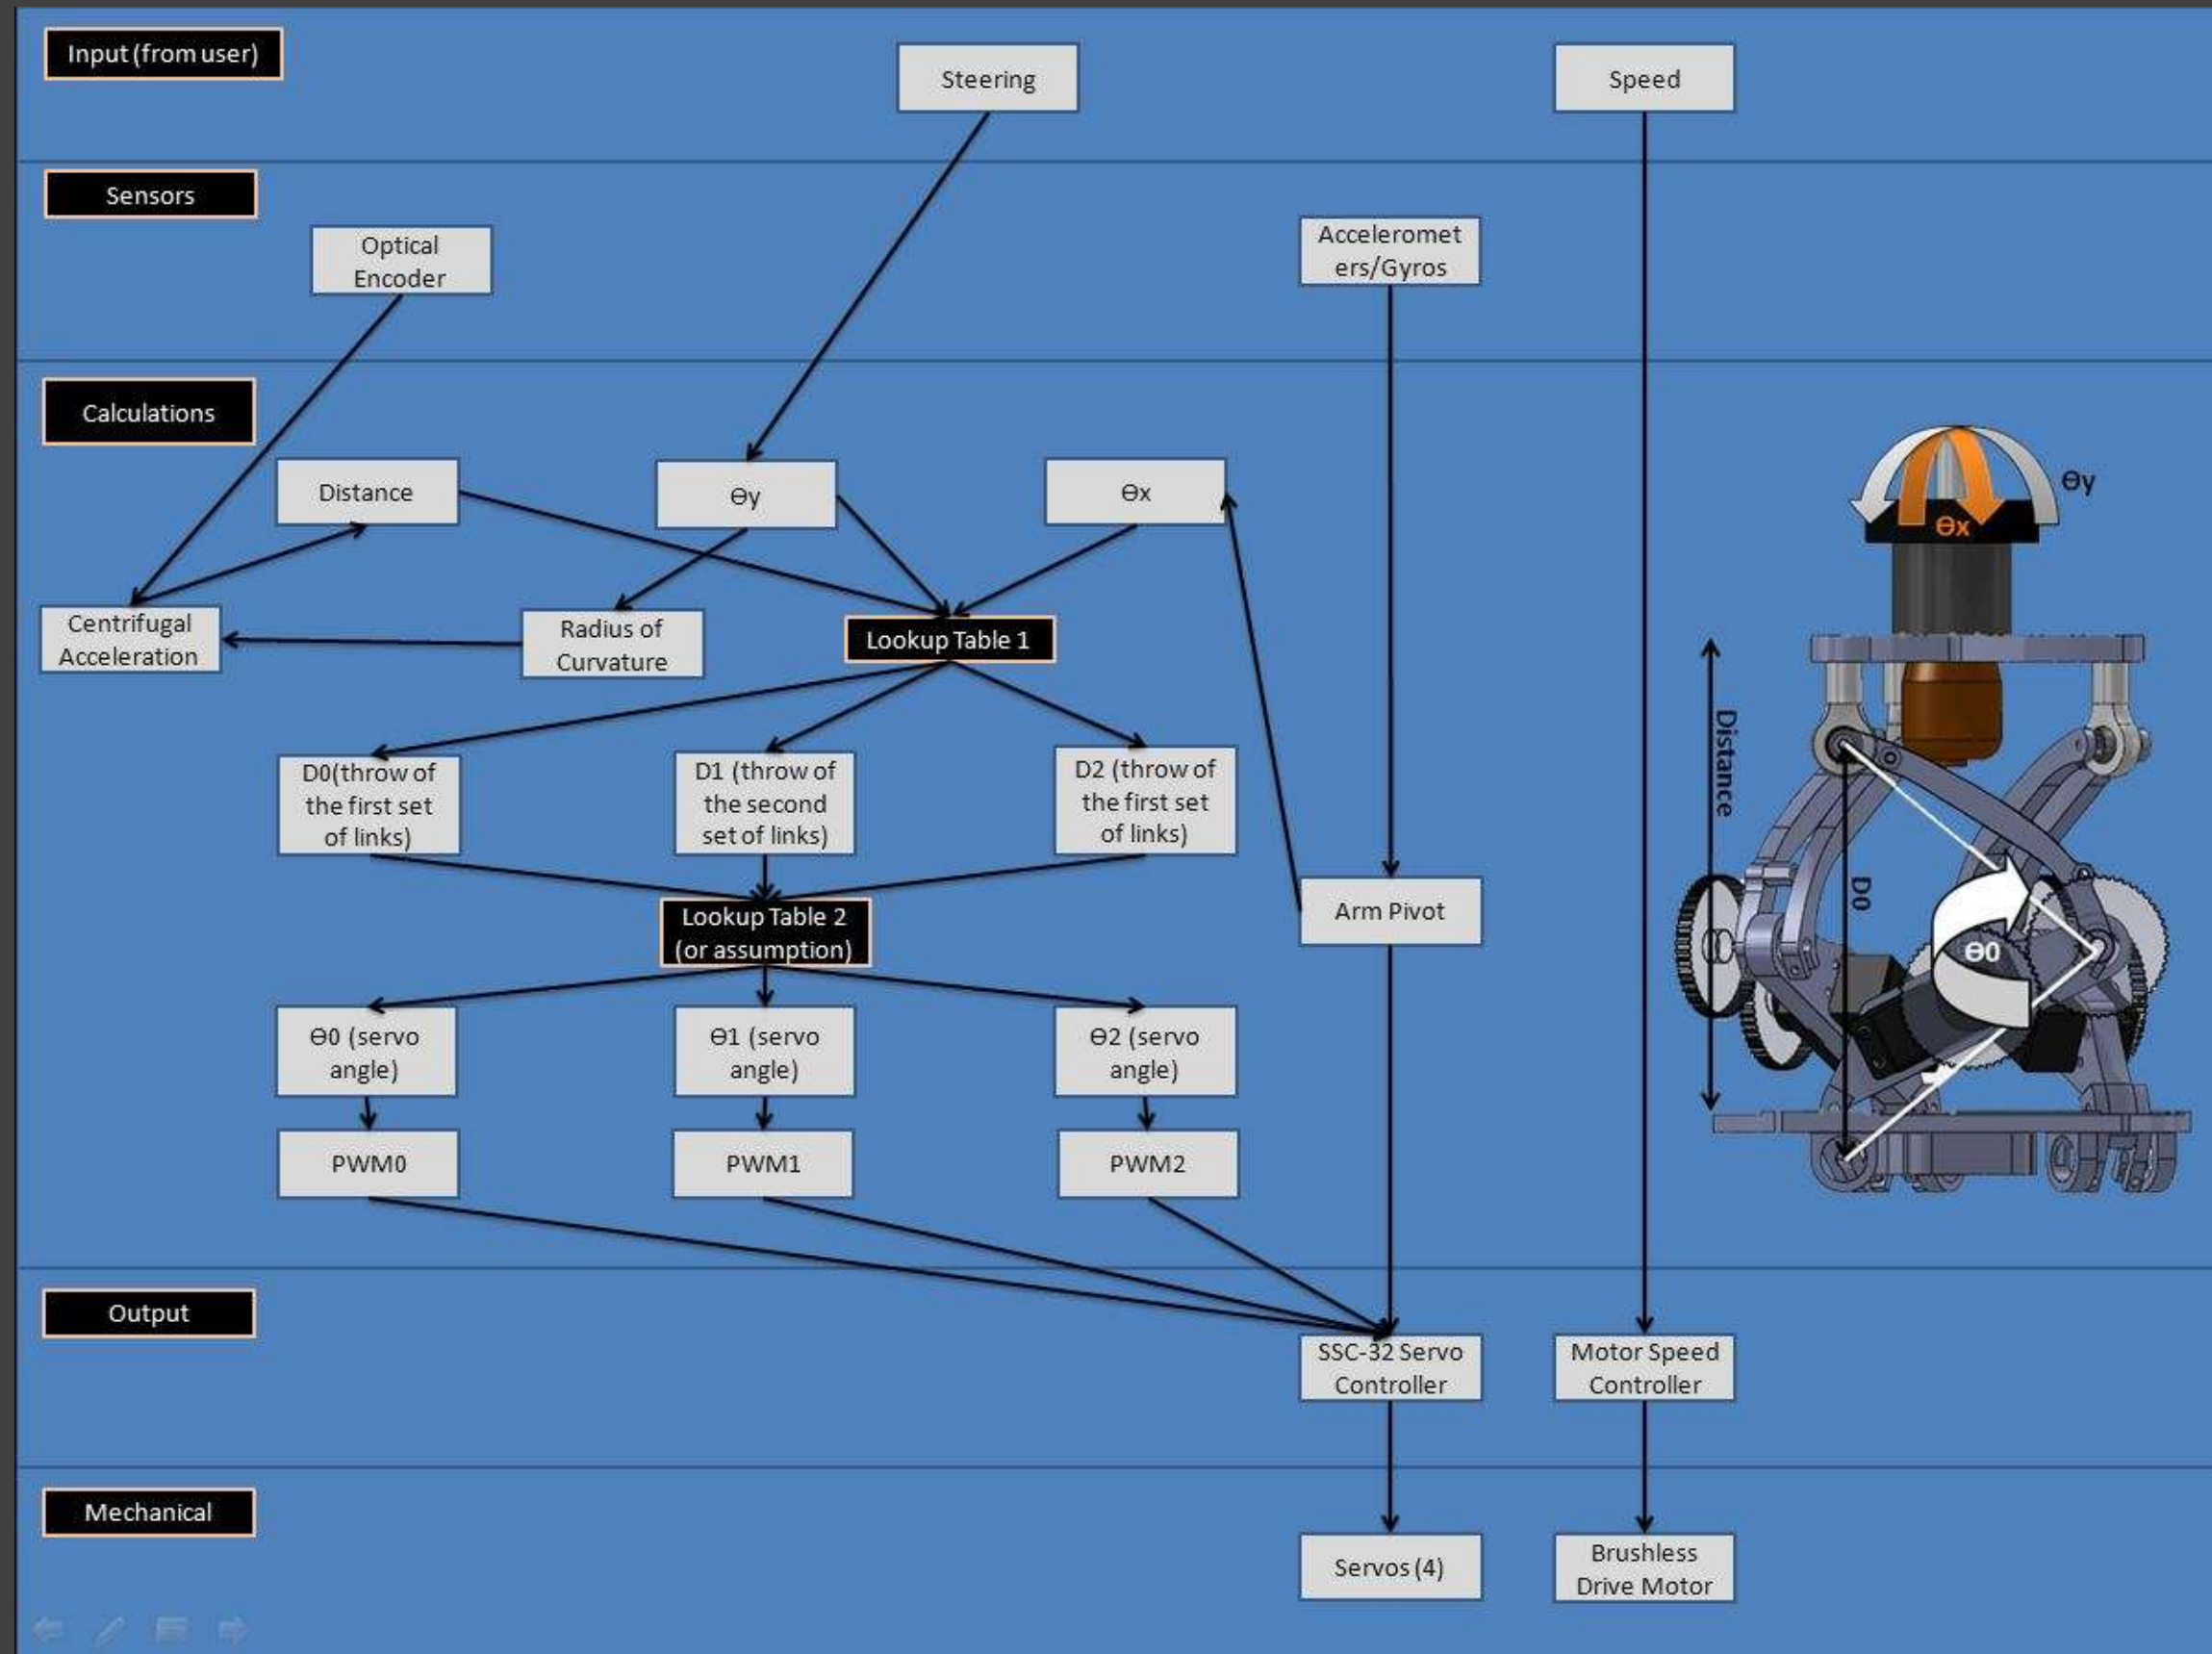 Input (from user)
Steering
Speed
Sensors
Optical
Encoder
Acceleromet
ers/Gyros
Calculations
Distance
ϴy
ϴx
Centrifugal
Acceleration
Radius of
Curvature
Lookup Table 1
D0(throw of
the first set
of links)
D1 (throw of
the second
set of links)
D2 (throw of
the first set
of links)
Lookup Table 2
(or assumption)
Arm Pivot
ϴ0 (servo
angle)
ϴ1 (servo
angle)
ϴ2 (servo
angle)
PWM0
PWM1
PWM2
ϴy
ϴx
Distance
D0
ϴ0
Output
SSC-32 Servo
Controller
Motor Speed
Controller
Mechanical
Servos (4)
Brushless
Drive Motor